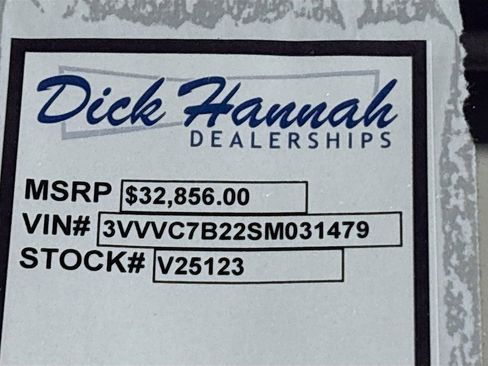 Dick Hannah
DEALERSHIPS
MSRP $32,856.00
VIN# 3VVVC7B22SM031479
STOCK# V25123